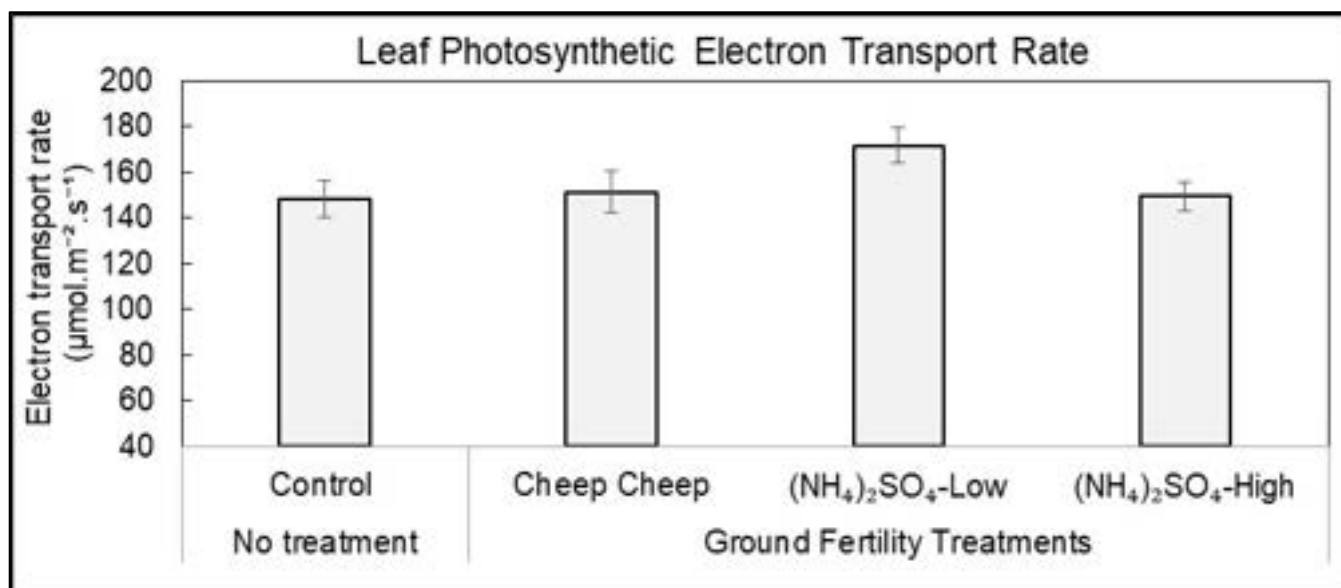 Leaf Photosynthetic Electron Transport Rate
Electron transport rate
(μmol.m⁻².s⁻¹)
200
180
160
140
120
100
80
60
40
Control
Cheep Cheep
(NH₄)₂SO₄-Low
(NH₄)₂SO₄-High
No treatment
Ground Fertility Treatments